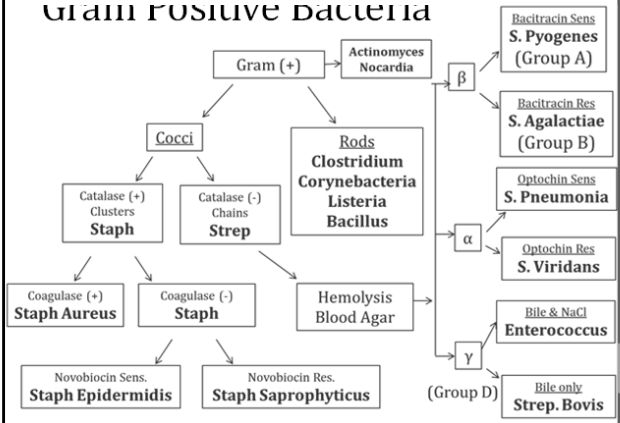 Gram Positive Bacteria
Gram (+)
Actinomyces
Nocardia
Cocci
Rods
Clostridium
Corynebacteria
Listeria
Bacillus
Catalase (+)
Clusters
Staph
Catalase (-)
Chains
Strep
Coagulase (+)
Staph Aureus
Coagulase (-)
Staph
Hemolysis
Blood Agar
Novobiocin Sens.
Staph Epidermidis
Novobiocin Res.
Staph Saprophyticus
β
Bacitracin Sens
S. Pyogenes
(Group A)
Bacitracin Res
S. Agalactiae
(Group B)
α
Optochin Sens
S. Pneumonia
Optochin Res
S. Viridans
γ
(Group D)
Bile & NaCl
Enterococcus
Bile only
Strep. Bovis